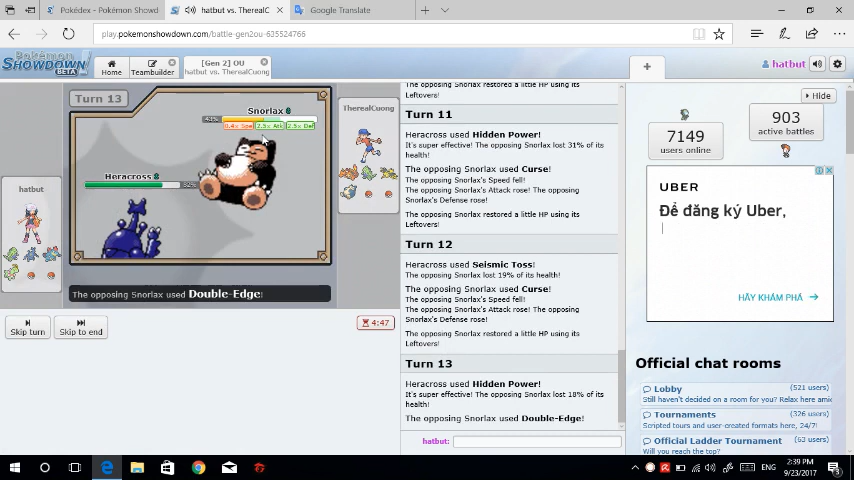 Pokédex - Pokémon Showd
hatbut vs. TherealC
Google Translate
play.pokemonshowdown.com/battle-gen2ou-635524766
Pokémon
SHOWDOWN
BETA
Home
Teambuilder
[Gen 2] OU
hatbut vs. TherealCuong
hatbut
Turn 13
Snorlax
43%
0.4× Spe 2.5× Atk 2.5× Def
Heracross
82%
hatbut
TherealCuong
The opposing Snorlax used Double-Edge!
Skip turn
Skip to end
4:47
The opposing Snorlax restored a little HP using its
Leftovers!
Turn 11
Heracross used Hidden Power!
It's super effective! The opposing Snorlax lost 31% of its
health!
The opposing Snorlax used Curse!
The opposing Snorlax's Speed fell!
The opposing Snorlax's Attack rose! The opposing
Snorlax's Defense rose!
The opposing Snorlax restored a little HP using its
Leftovers!
Turn 12
Heracross used Seismic Toss!
The opposing Snorlax lost 19% of its health!
The opposing Snorlax used Curse!
The opposing Snorlax's Speed fell!
The opposing Snorlax's Attack rose! The opposing
Snorlax's Defense rose!
The opposing Snorlax restored a little HP using its
Leftovers!
Turn 13
Heracross used Hidden Power!
It's super effective! The opposing Snorlax lost 18% of its
health!
The opposing Snorlax used Double-Edge!
hatbut:
Hide
7149
users online
903
active battles
UBER
Để đăng ký Uber,
HÃY KHÁM PHÁ
Official chat rooms
Lobby
(521 users)
Still haven't decided on a room for you? Relax here amid
Tournaments
(326 users)
Scripted tours and user-created formats here, 24/7!
Official Ladder Tournament
(63 users)
Will you reach the top?
ENG
2:39 PM
9/23/2017
3